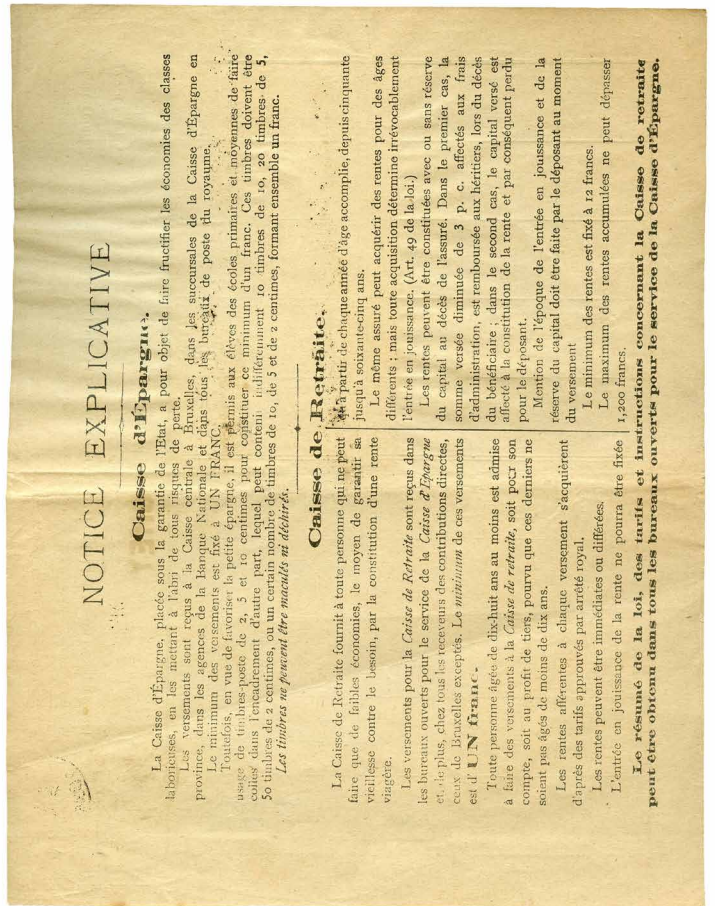 NOTICE EXPLICATIVE
Caisse d'Épargne.
La Caisse d'Épargne, placée sous la garantie de l'Etat, a pour objet de faire fructifier les économies des classes
laborieuses, en les mettant à l'abri de tous risques de perte.
Les versements sont reçus à la Caisse centrale à Bruxelles, dans les succursales de la Caisse d'Épargne en
province, dans les agences de la Banque Nationale et dans tous les bureaux de poste du royaume.
Le minimum des versements est fixé à UN FRANC.
Toutefois, en vue de favoriser la petite épargne, il est permis aux élèves des écoles primaires et moyennes de faire
usage de timbres-poste de 2, 5 et 10 centimes pour constituer ce minimum d'un franc. Ces timbres doivent être
collés dans l'encadrement d'autre part, lequel peut contenir indifféremment 10 timbres de 10, 20 timbres de 5,
50 timbres de 2 centimes, ou un certain nombre de timbres de 10, de 5 et de 2 centimes, formant ensemble un franc.
Les timbres ne peuvent être maculés ni déchirés.
Caisse de Retraite.
La Caisse de Retraite fournit à toute personne qui ne peut
faire que de faibles économies, le moyen de garantir sa
vieillesse contre le besoin, par la constitution d'une rente
viagère.
Les versements pour la Caisse de Retraite sont reçus dans
les bureaux ouverts pour le service de la Caisse d'Epargne
et, de plus, chez tous les receveurs des contributions directes,
ceux de Bruxelles exceptés. Le minimum de ces versements
est d'UN franc.
Toute personne âgée de dix-huit ans au moins est admise
à faire des versements à la Caisse de retraite, soit pour son
compte, soit au profit de tiers, pourvu que ces derniers ne
soient pas âgés de moins de dix ans.
Les rentes afférentes à chaque versement s'acquièrent
d'après des tarifs approuvés par arrêté royal.
Les rentes peuvent être immédiates ou différées.
L'entrée en jouissance de la rente ne pourra être fixée
qu'à partir de chaque année d'âge accomplie, depuis cinquante
jusqu'à soixante-cinq ans.
Le même assuré peut acquérir des rentes pour des âges
différents ; mais toute acquisition détermine irrévocablement
l'entrée en jouissance. (Art. 49 de la loi.)
Les rentes peuvent être constituées avec ou sans réserve
du capital au décès de l'assuré. Dans le premier cas, la
somme versée diminuée de 3 p. c. affectés aux frais
d'administration, est remboursée aux héritiers, lors du décès
du bénéficiaire ; dans le second cas, le capital versé est
affecté à la constitution de la rente et par conséquent perdu
pour le déposant.
Mention de l'époque de l'entrée en jouissance et de la
réserve du capital doit être faite par le déposant au moment
du versement
Le minimum des rentes est fixé à 12 francs.
Le maximum des rentes accumulées ne peut dépasser
1,200 francs.
Le résumé de la loi, des tarifs et instructions concernant la Caisse de retraite
peut être obtenu dans tous les bureaux ouverts pour le service de la Caisse d'Épargne.